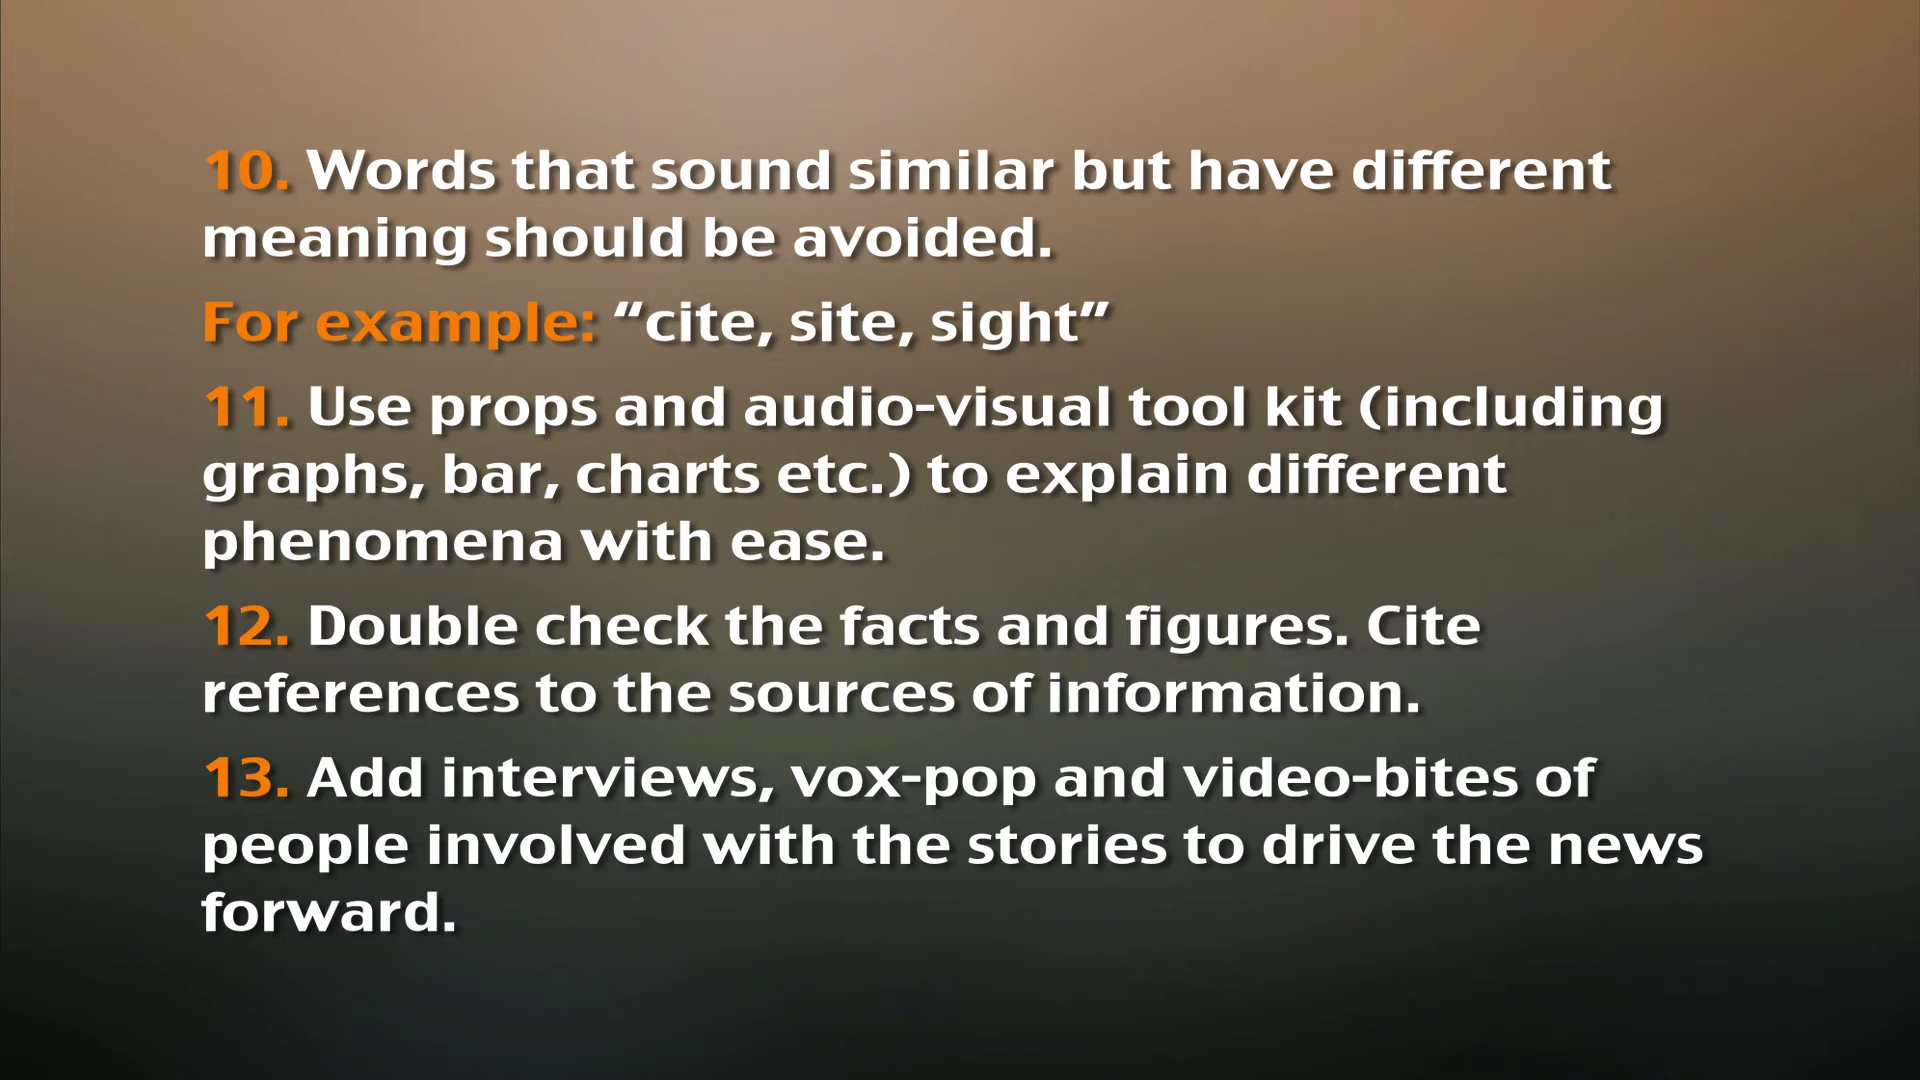 10. Words that sound similar but have different
meaning should be avoided.
For example: “cite, site, sight”
11. Use props and audio-visual tool kit (including
graphs, bar, charts etc.) to explain different
phenomena with ease.
12. Double check the facts and figures. Cite
references to the sources of information.
13. Add interviews, vox-pop and video-bites of
people involved with the stories to drive the news
forward.